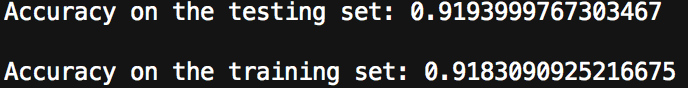 Accuracy on the testing set: 0.9193999767303467
Accuracy on the training set: 0.9183090925216675